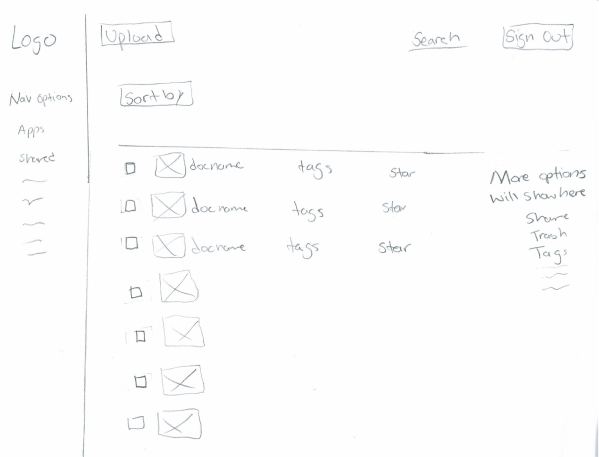 Logo
Upload
Search
Sign Out
Nav options
Apps
Shared
Sort by
docname tags star
docname tags star
docname tags star
More options
will show here
Share
Trash
Tags